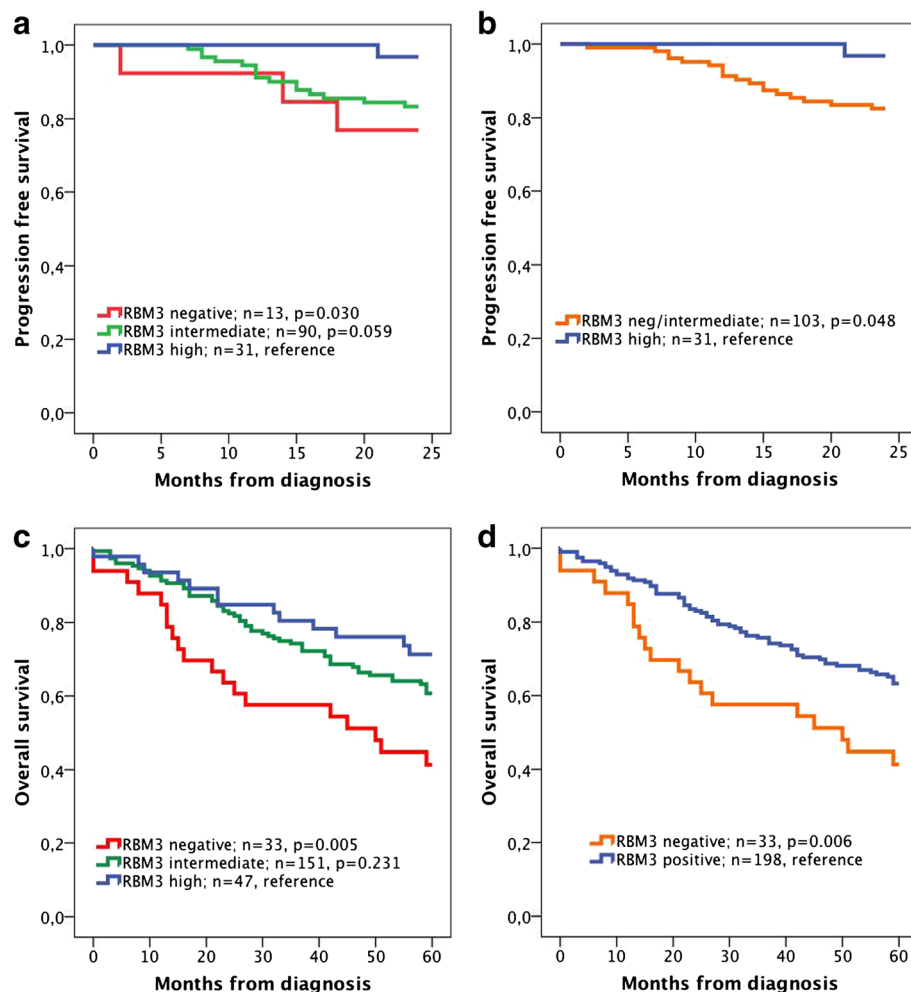 a
1,0
0,8
0,6
0,4
0,2
0,0
Progression free survival
RBM3 negative; n=13, p=0.030
RBM3 intermediate; n=90, p=0.059
RBM3 high; n=31, reference
0 5 10 15 20 25
Months from diagnosis
b
1,0
0,8
0,6
0,4
0,2
0,0
Progression free survival
RBM3 neg/intermediate; n=103, p=0.048
RBM3 high; n=31, reference
0 5 10 15 20 25
Months from diagnosis
c
1,0
0,8
0,6
0,4
0,2
0,0
Overall survival
RBM3 negative; n=33, p=0.005
RBM3 intermediate; n=151, p=0.231
RBM3 high; n=47, reference
0 10 20 30 40 50 60
Months from diagnosis
d
1,0
0,8
0,6
0,4
0,2
0,0
Overall survival
RBM3 negative; n=33, p=0.006
RBM3 positive; n=198, reference
0 10 20 30 40 50 60
Months from diagnosis